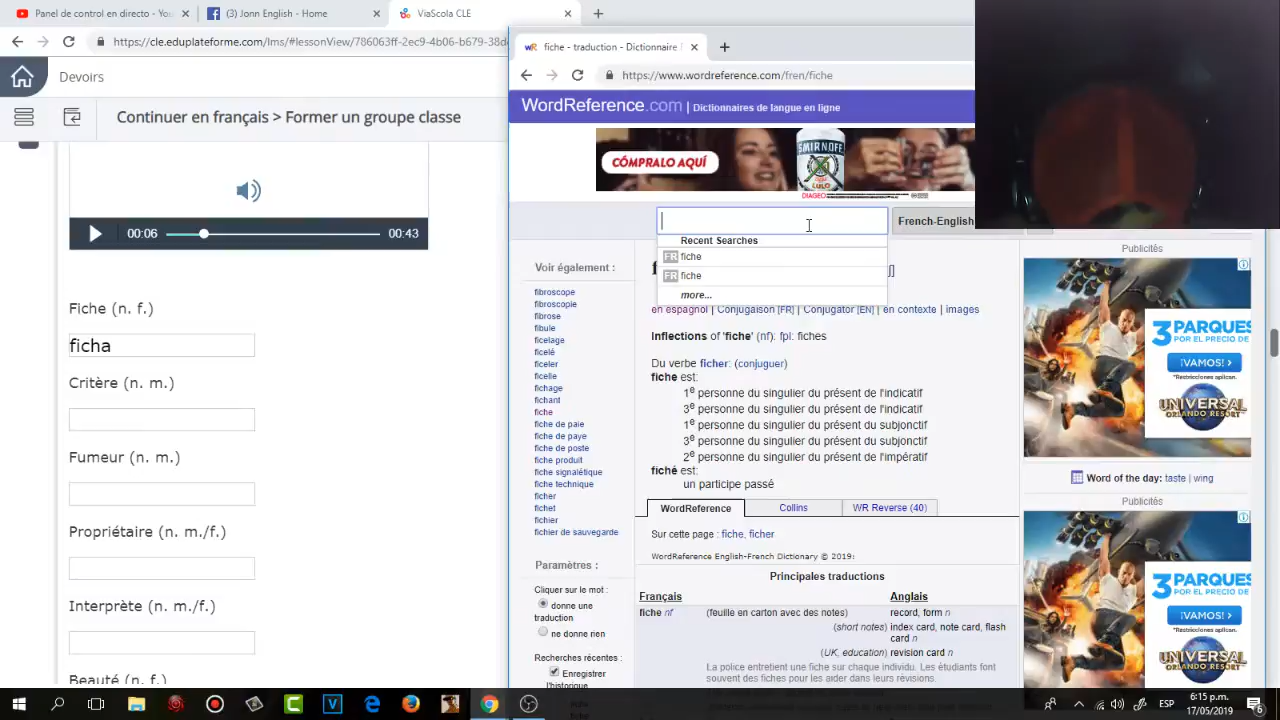 Panel de control en directo - You
(3) Jonn English - Home
ViaScola CLE
https://cle.eduplateforme.com/lms/#lessonView/786063ff-2ec9-4b06-b679-38d
Devoirs
Continuer en français > Former un groupe classe
00:06
00:43
Fiche (n. f.)
ficha
Critère (n. m.)
Fumeur (n. m.)
Propriétaire (n. m./f.)
Interprète (n. m./f.)
Beauté (n. f.)
wR fiche - traduction - Dictionnaire
https://www.wordreference.com/fren/fiche
WordReference.com | Dictionnaires de langue en ligne
CÓMPRALO AQUÍ
SMIRNOFF
LULO
DIAGEO
French-English
Recent Searches
FR fiche
FR fiche
more...
Voir également :
fibroscope
fibroscopie
fibrose
fibule
ficelage
ficelé
ficeler
ficelle
fichage
fichant
fiche
fiche de paie
fiche de paye
fiche de poste
fiche produit
fiche signalétique
fiche technique
ficher
fichet
fichier
fichier de sauvegarde
Paramètres :
Cliquer sur le mot :
donne une
traduction
ne donne rien
Recherches récentes :
Enregistrer
l'historique
en espagnol | Conjugaison [FR] | Conjugator [EN] | en contexte | images
Inflections of 'fiche' (nf): fpl: fiches
Du verbe ficher: (conjuguer)
fiche est:
1e personne du singulier du présent de l'indicatif
3e personne du singulier du présent de l'indicatif
1e personne du singulier du présent du subjonctif
3e personne du singulier du présent du subjonctif
2e personne du singulier du présent de l'impératif
fiché est:
un participe passé
WordReference
Collins
WR Reverse (40)
Sur cette page : fiche, ficher
WordReference English-French Dictionary © 2019:
Principales traductions
Français
Anglais
fiche nf
(feuille en carton avec des notes)
record, form n
(short notes)
index card, note card, flash
card n
(UK, education)
revision card n
La police entretient une fiche sur chaque individu. Les étudiants font
souvent des fiches pour les aider dans leurs révisions.
Publicités
3 PARQUES
POR EL PRECIO DE
¡VAMOS! >
*Restricciones aplican.
UNIVERSAL
ORLANDO RESORT
Word of the day: taste | wing
Publicités
3 PARQUES
POR EL PRECIO DE
¡VAMOS! >
*Restricciones aplican.
UNIVERSAL
ORLANDO RESORT
ESP
6:15 p.m.
17/05/2019
6